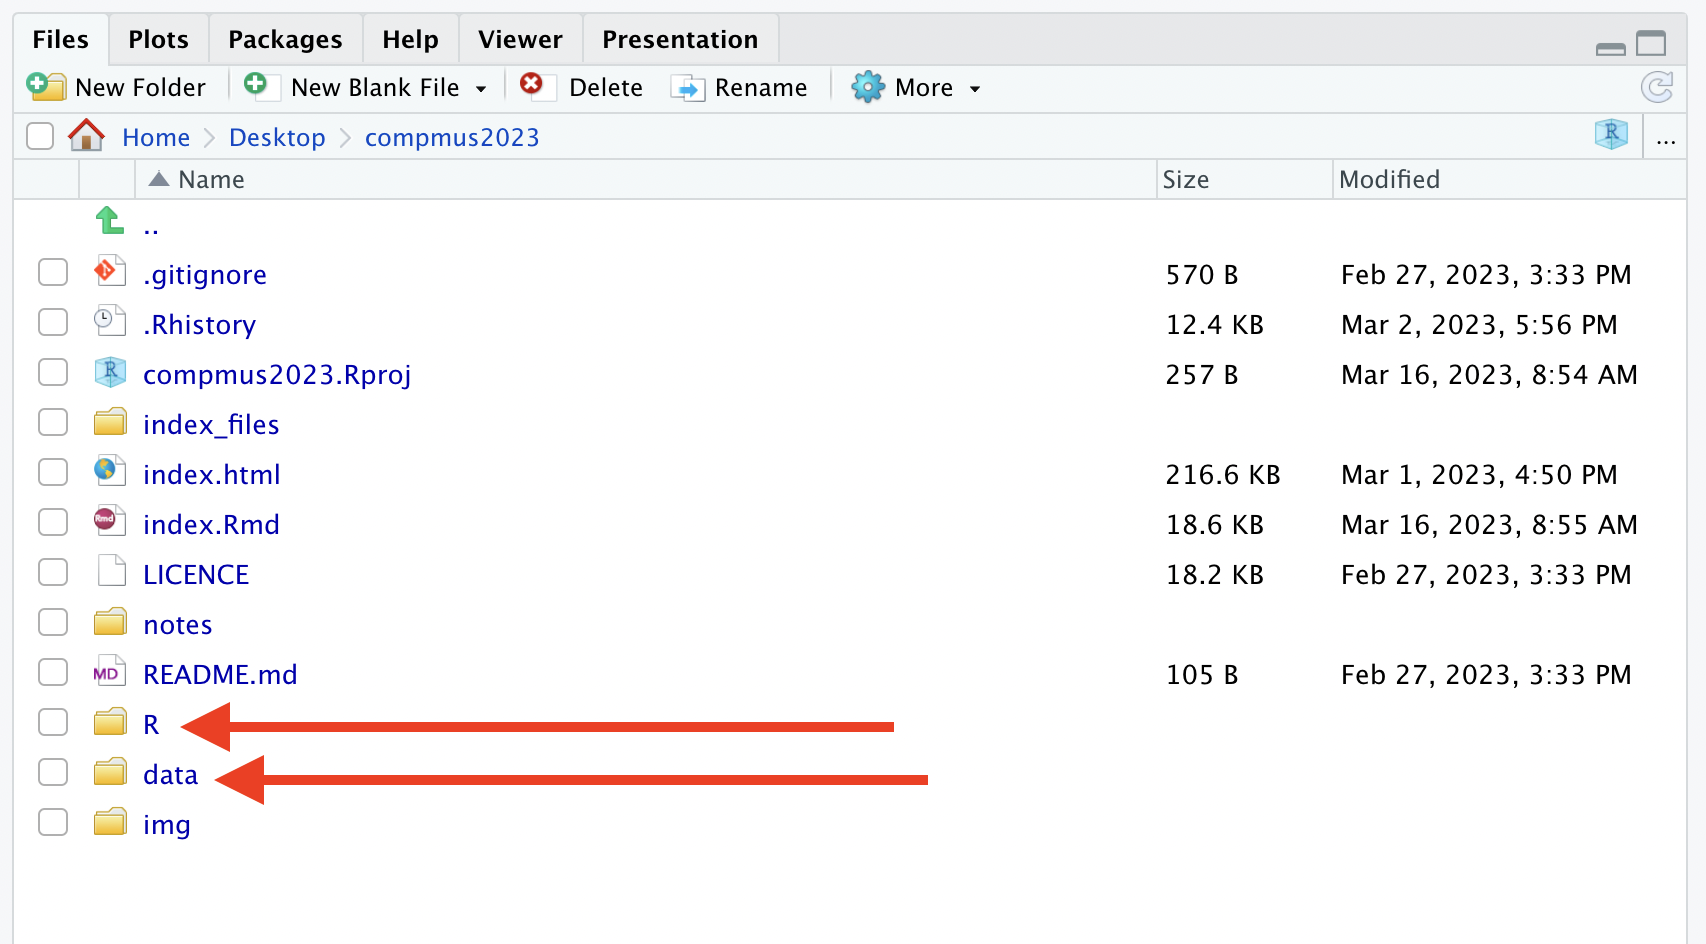 Files Plots Packages Help Viewer Presentation
New Folder New Blank File Delete Rename More
Home Desktop compmus2023 R ...
Name Size Modified
..
.gitignore 570 B Feb 27, 2023, 3:33 PM
.Rhistory 12.4 KB Mar 2, 2023, 5:56 PM
R compmus2023.Rproj 257 B Mar 16, 2023, 8:54 AM
index_files
index.html 216.6 KB Mar 1, 2023, 4:50 PM
Rmd index.Rmd 18.6 KB Mar 16, 2023, 8:55 AM
LICENCE 18.2 KB Feb 27, 2023, 3:33 PM
notes
MD README.md 105 B Feb 27, 2023, 3:33 PM
R
data
img